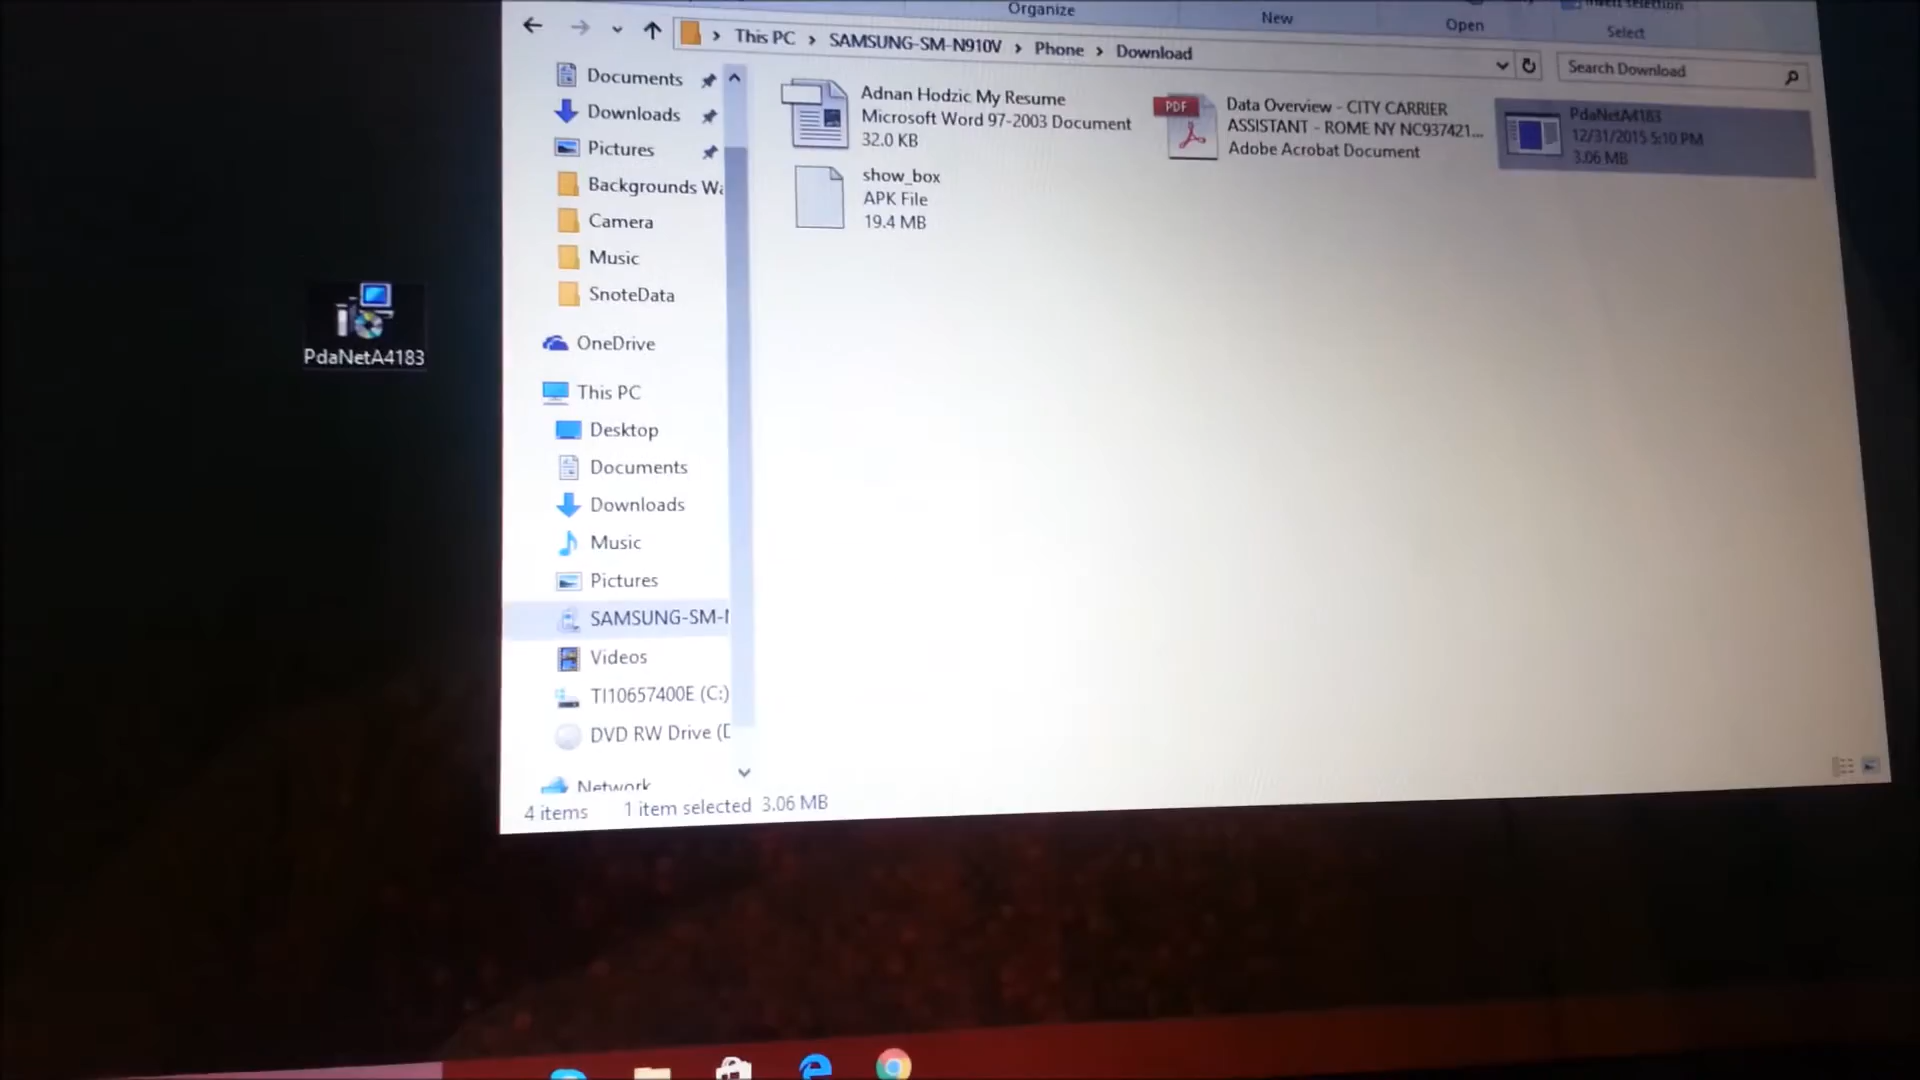 Organize
New
Open
Select
This PC > SAMSUNG-SM-N910V > Phone > Download
Search Download
Documents
Downloads
Pictures
Backgrounds Wa
Camera
Music
SnoteData
OneDrive
This PC
Desktop
Documents
Downloads
Music
Pictures
SAMSUNG-SM-N
Videos
TI10657400E (C:)
DVD RW Drive (D
Network
Adnan Hodzic My Resume
Microsoft Word 97-2003 Document
32.0 KB
PDF
Data Overview - CITY CARRIER
ASSISTANT - ROME NY NC937421...
Adobe Acrobat Document
PdaNetA4183
12/31/2015 5:10 PM
3.06 MB
show_box
APK File
19.4 MB
4 items 1 item selected 3.06 MB
PdaNetA4183